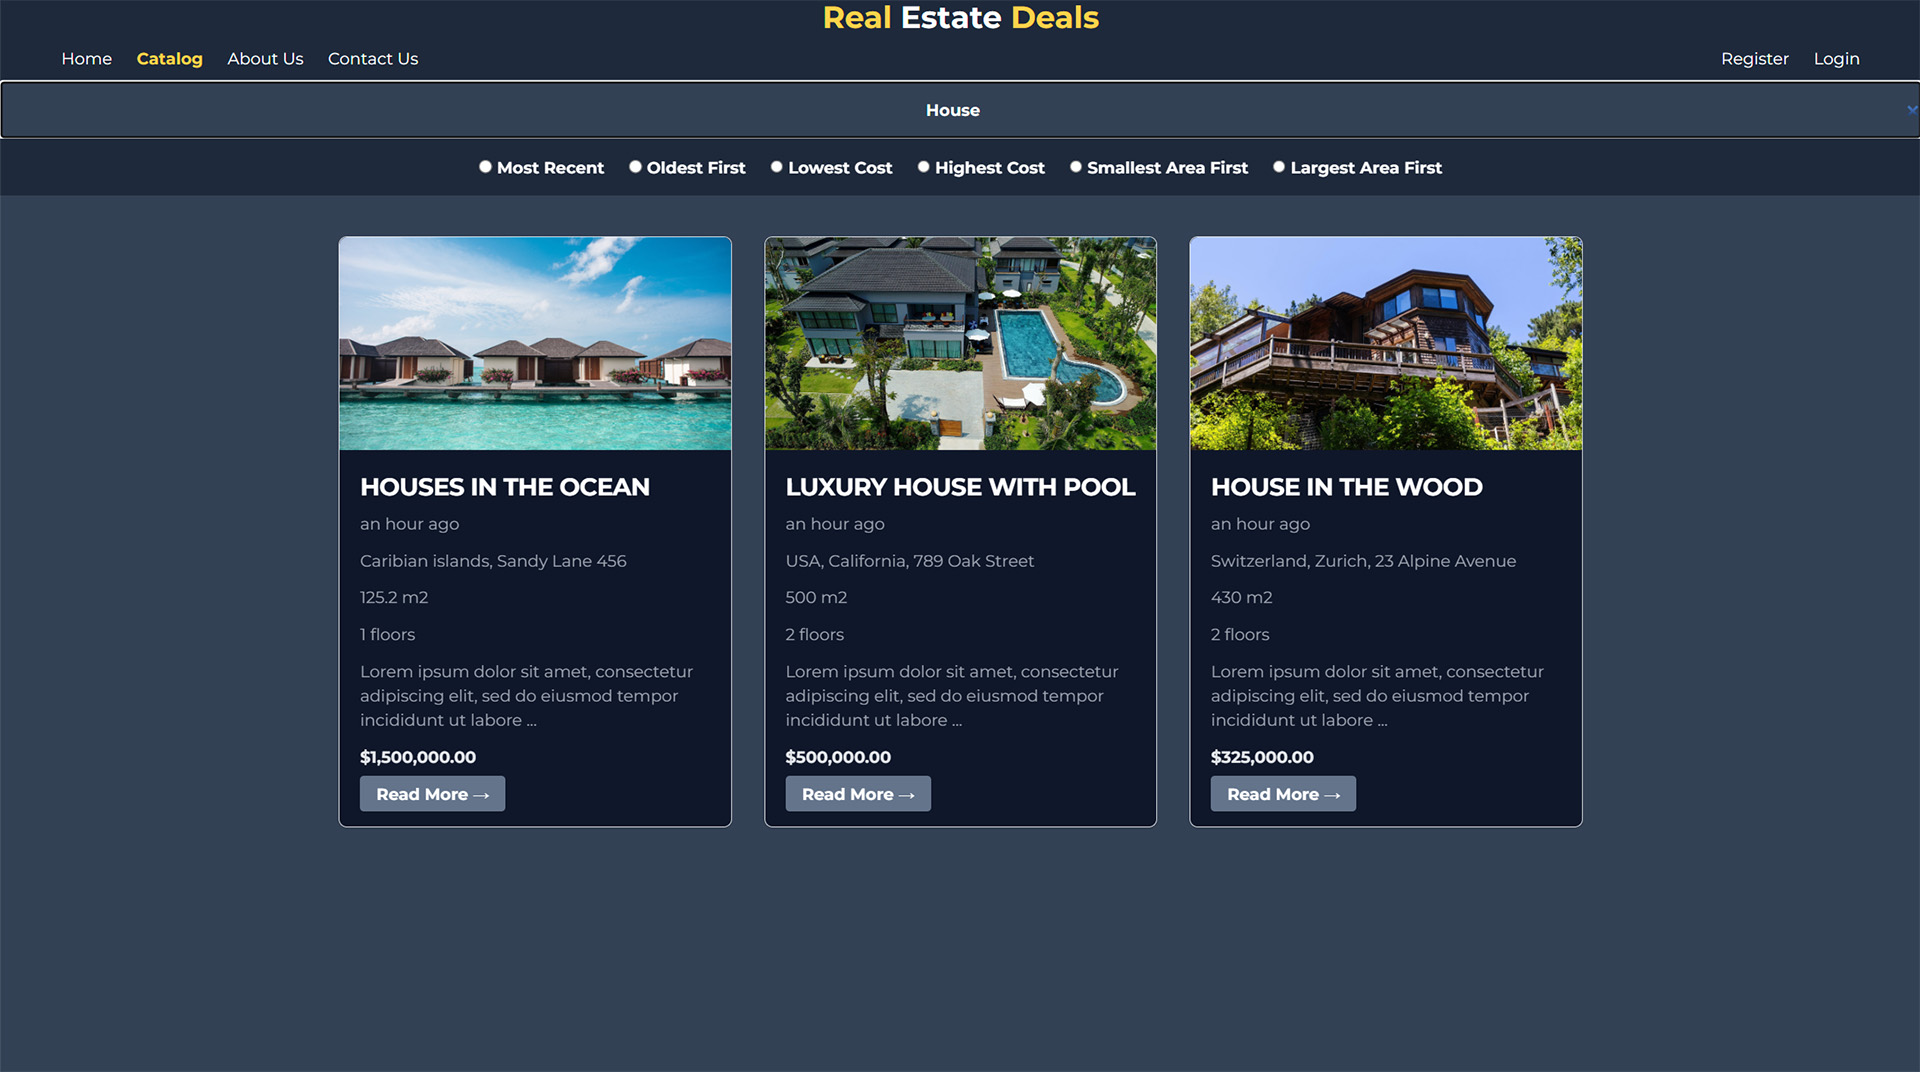 Real Estate Deals
Home Catalog About Us Contact Us Register Login
House ×
Most Recent Oldest First Lowest Cost Highest Cost Smallest Area First Largest Area First
HOUSES IN THE OCEAN
an hour ago
Caribian islands, Sandy Lane 456
125.2 m2
1 floors
Lorem ipsum dolor sit amet, consectetur
adipiscing elit, sed do eiusmod tempor
incididunt ut labore ...
$1,500,000.00
Read More →
LUXURY HOUSE WITH POOL
an hour ago
USA, California, 789 Oak Street
500 m2
2 floors
Lorem ipsum dolor sit amet, consectetur
adipiscing elit, sed do eiusmod tempor
incididunt ut labore ...
$500,000.00
Read More →
HOUSE IN THE WOOD
an hour ago
Switzerland, Zurich, 23 Alpine Avenue
430 m2
2 floors
Lorem ipsum dolor sit amet, consectetur
adipiscing elit, sed do eiusmod tempor
incididunt ut labore ...
$325,000.00
Read More →